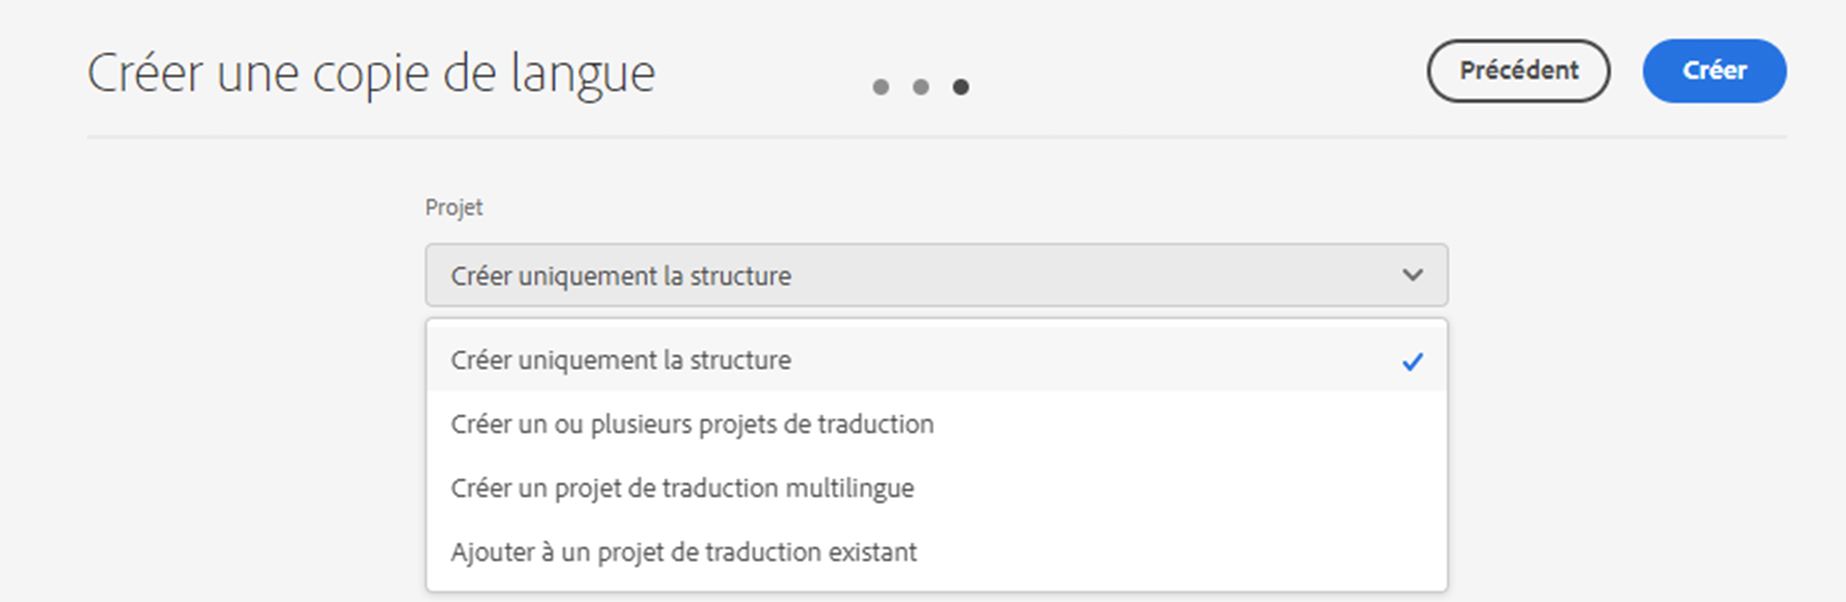 Créer une copie de langue
Précédent
Créer
Projet
Créer uniquement la structure
Créer uniquement la structure
Créer un ou plusieurs projets de traduction
Créer un projet de traduction multilingue
Ajouter à un projet de traduction existant